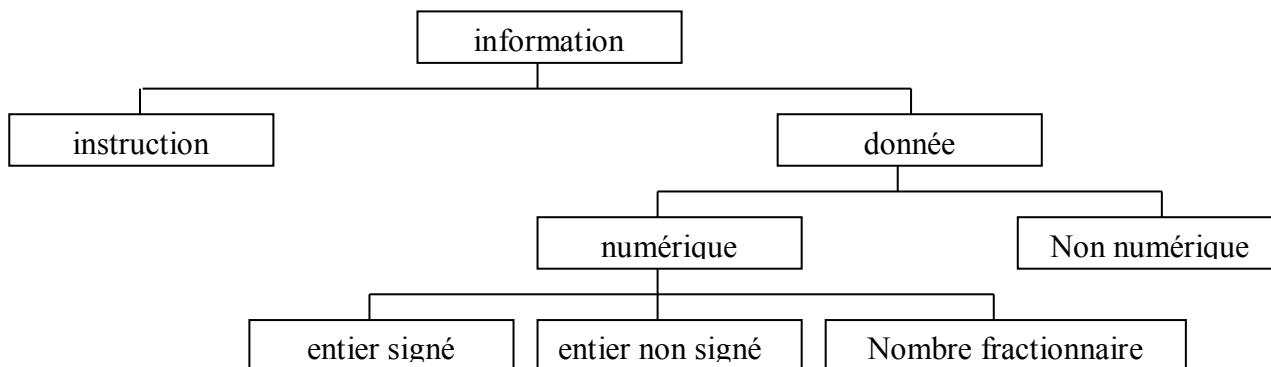 information
instruction
donnée
numérique
Non numérique
entier signé
entier non signé
Nombre fractionnaire